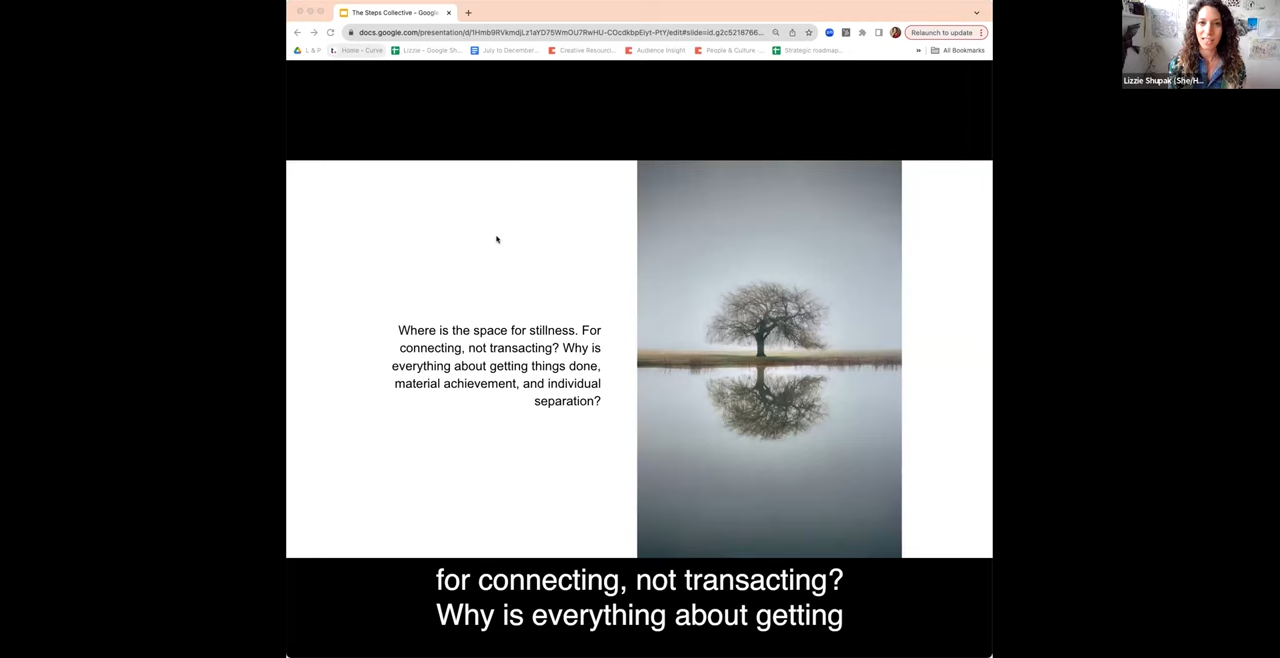 The Steps Collective - Google
docs.google.com/presentation/d/1Hmb9RVkmdjLz1aYD75WmOU7RwHU-COcdkbpEiyt-PtY/edit#slide=id.g2c5218766...
Relaunch to update
L & P
Home - Curve
Lizzie - Google Sh...
July to December...
Creative Resourci...
Audience Insight
People & Culture -...
Strategic roadmap...
»
All Bookmarks
Lizzie Shupak (She/H...
Where is the space for stillness. For
connecting, not transacting? Why is
everything about getting things done,
material achievement, and individual
separation?
for connecting, not transacting?
Why is everything about getting